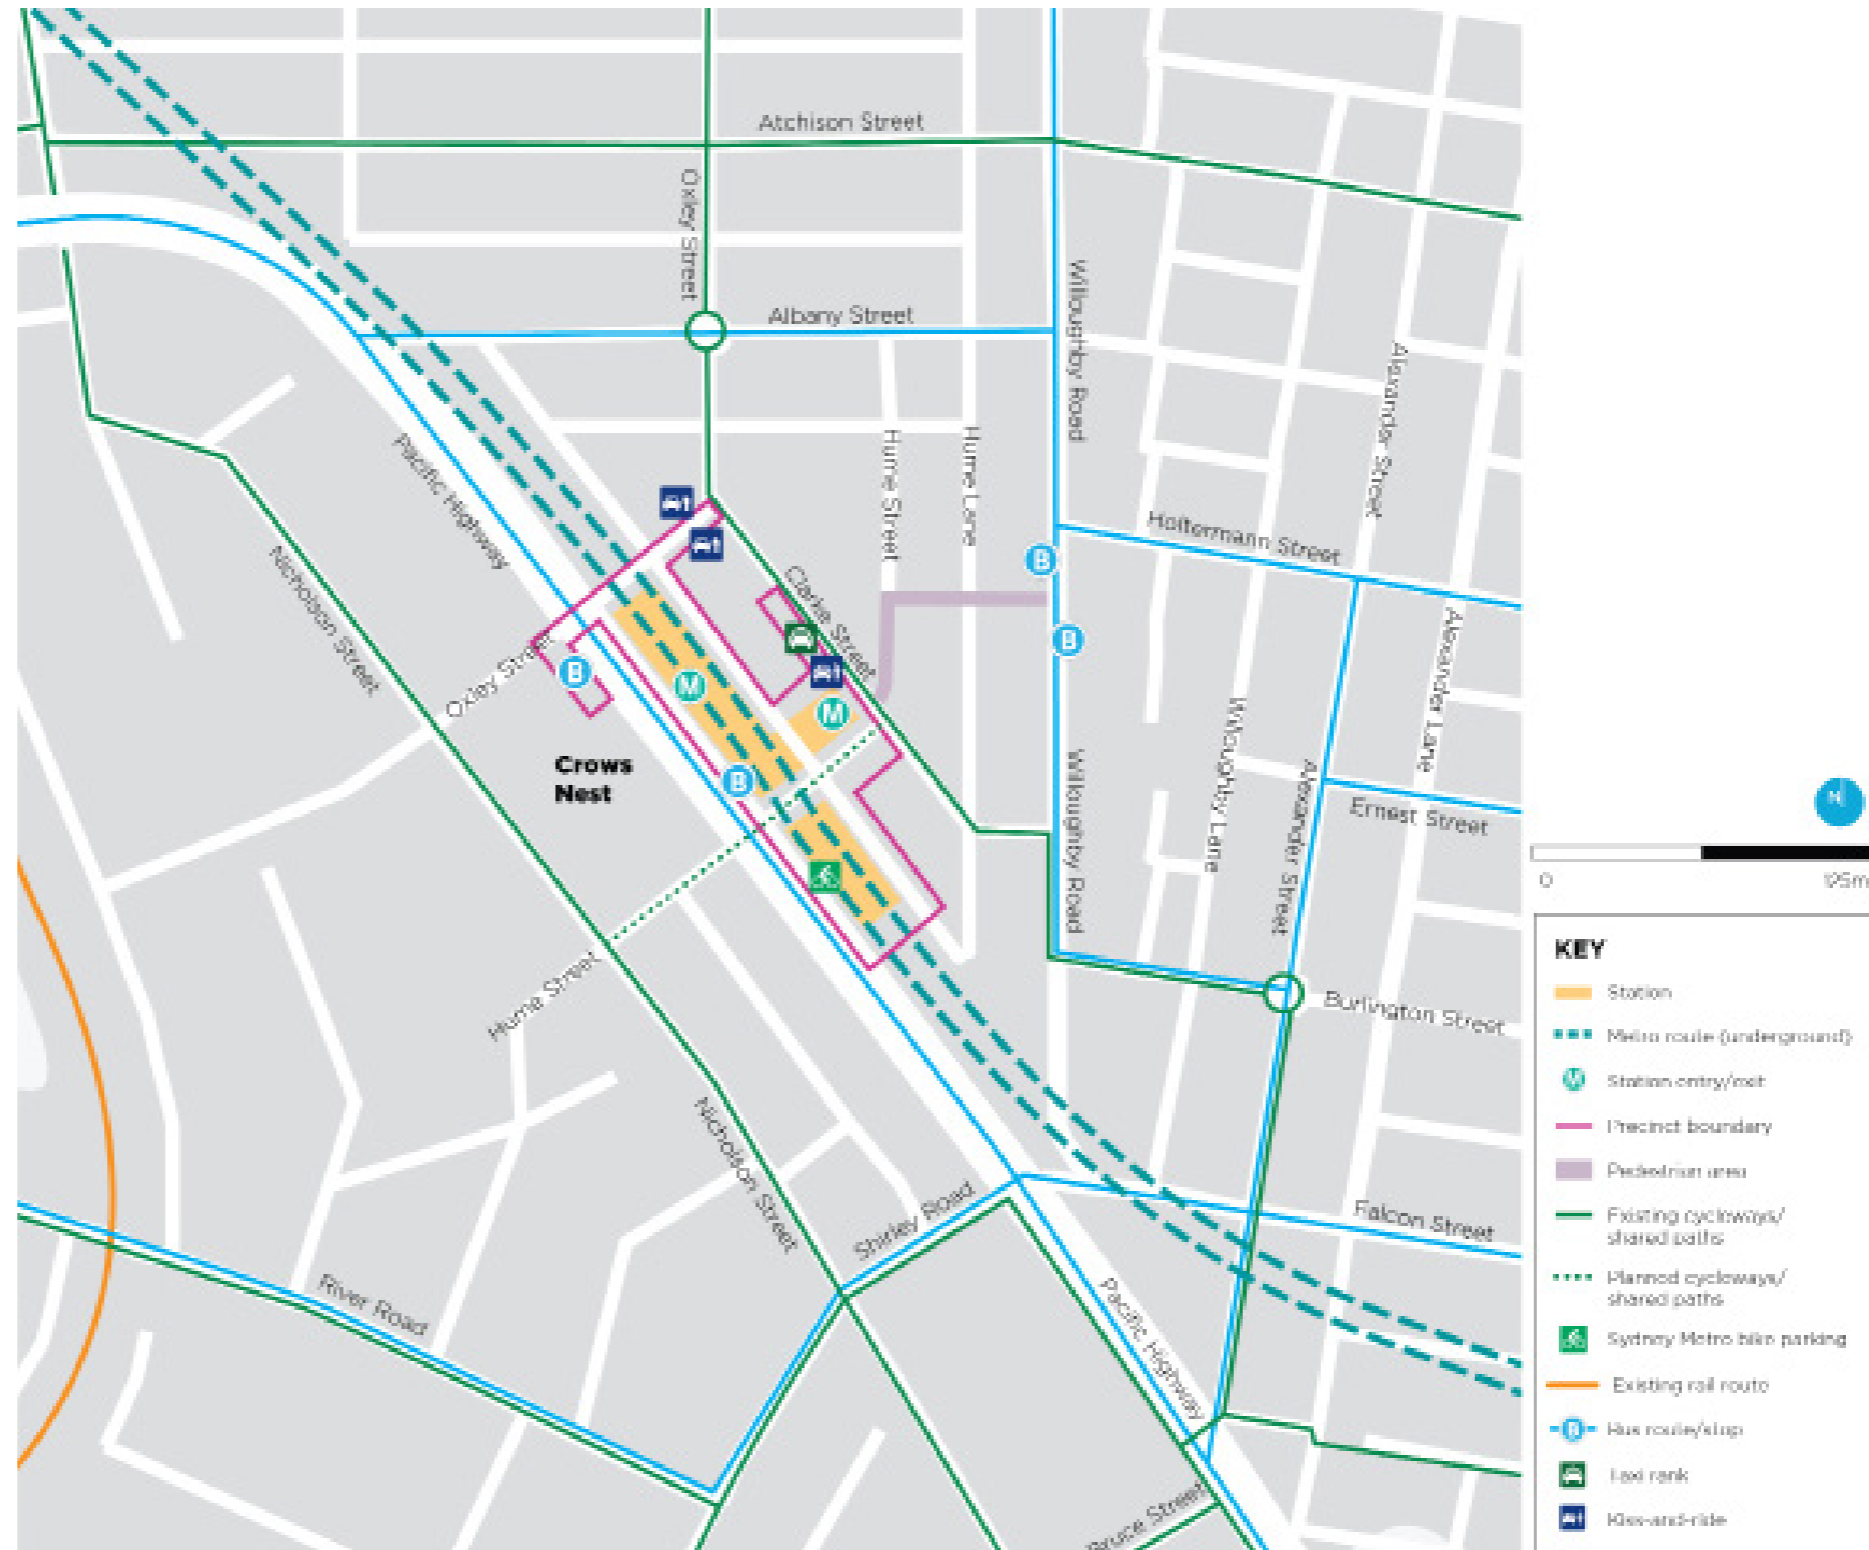 Atchison Street
Oxley Street
Albany Street
Willoughby Road
Alexander Street
Pacific Highway
Hume Street
Hume Lane
Holtermann Street
Nicholson Street
Clarke Street
Oxley Street
Alexander Lane
Willoughby Lane
Crows
Nest
Willoughby Road
Alexander Street
Ernest Street
Hume Street
Burlington Street
Nicholson Street
Shirley Road
Falcon Street
River Road
Pacific Highway
Bruce Street
B
B
B
B
M
M
N
0
125m
KEY
Station
Metro route (underground)
M
Station entry/exit
Precinct boundary
Pedestrian area
Existing cycleways/
shared paths
Planned cycleways/
shared paths
Sydney Metro bike parking
Existing rail route
B
Bus route/stop
Taxi rank
Kiss-and-ride